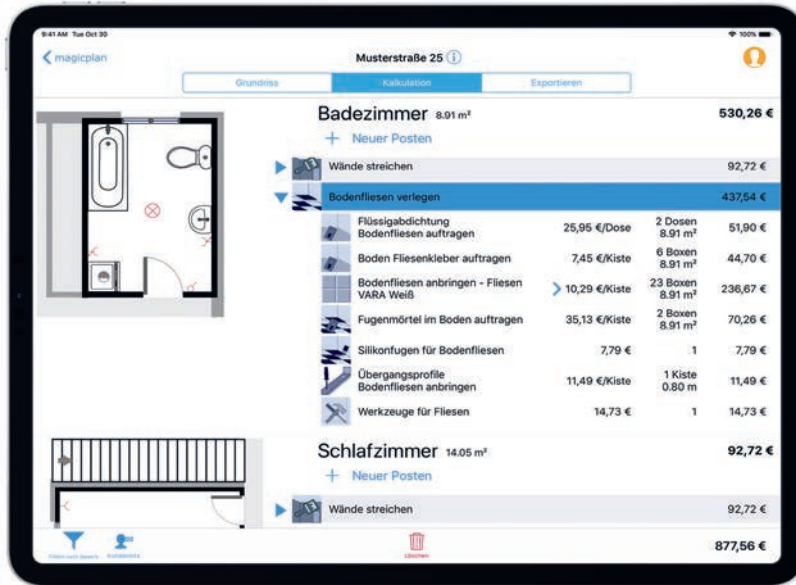 9:41 AM Tue Oct 30
100%
magicplan
Musterstraße 25
Grundriss
Kalkulation
Exportieren
Badezimmer 8.91 m²
530,26 €
+ Neuer Posten
Wände streichen
92,72 €
Bodenfliesen verlegen
437,54 €
Flüssigabdichtung
Bodenfliesen auftragen
25,95 €/Dose
2 Dosen
8.91 m²
51,90 €
Boden Fliesenkleber auftragen
7,45 €/Kiste
6 Boxen
8.91 m²
44,70 €
Bodenfliesen anbringen - Fliesen
VARA Weiß
10,29 €/Kiste
23 Boxen
8.91 m²
236,67 €
Fugenmörtel im Boden auftragen
35,13 €/Kiste
2 Boxen
8.91 m²
70,26 €
Silikonfugen für Bodenfliesen
7,79 €
1
7,79 €
Übergangsprofile
Bodenfliesen anbringen
11,49 €/Kiste
1 Kiste
0.80 m
11,49 €
Werkzeuge für Fliesen
14,73 €
1
14,73 €
Schlafzimmer 14.05 m²
92,72 €
+ Neuer Posten
Wände streichen
92,72 €
Löschen
877,56 €